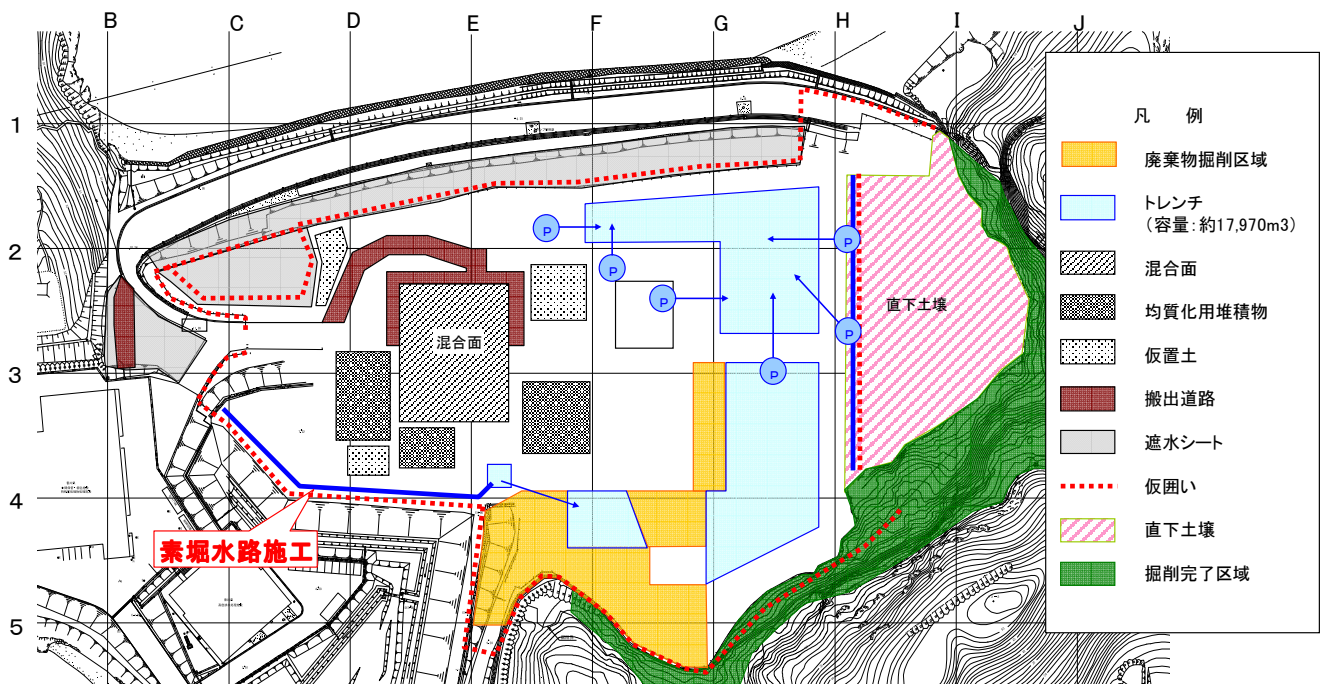 B C D E F G H I J
1
2
3
4
5
凡 例
廃棄物掘削区域
トレンチ
(容量：約17,970m3)
混合面
均質化用堆積物
仮置土
搬出道路
遮水シート
仮囲い
直下土壌
掘削完了区域
P
P
P
P
P
P
混合面
直下土壌
素堀水路施工